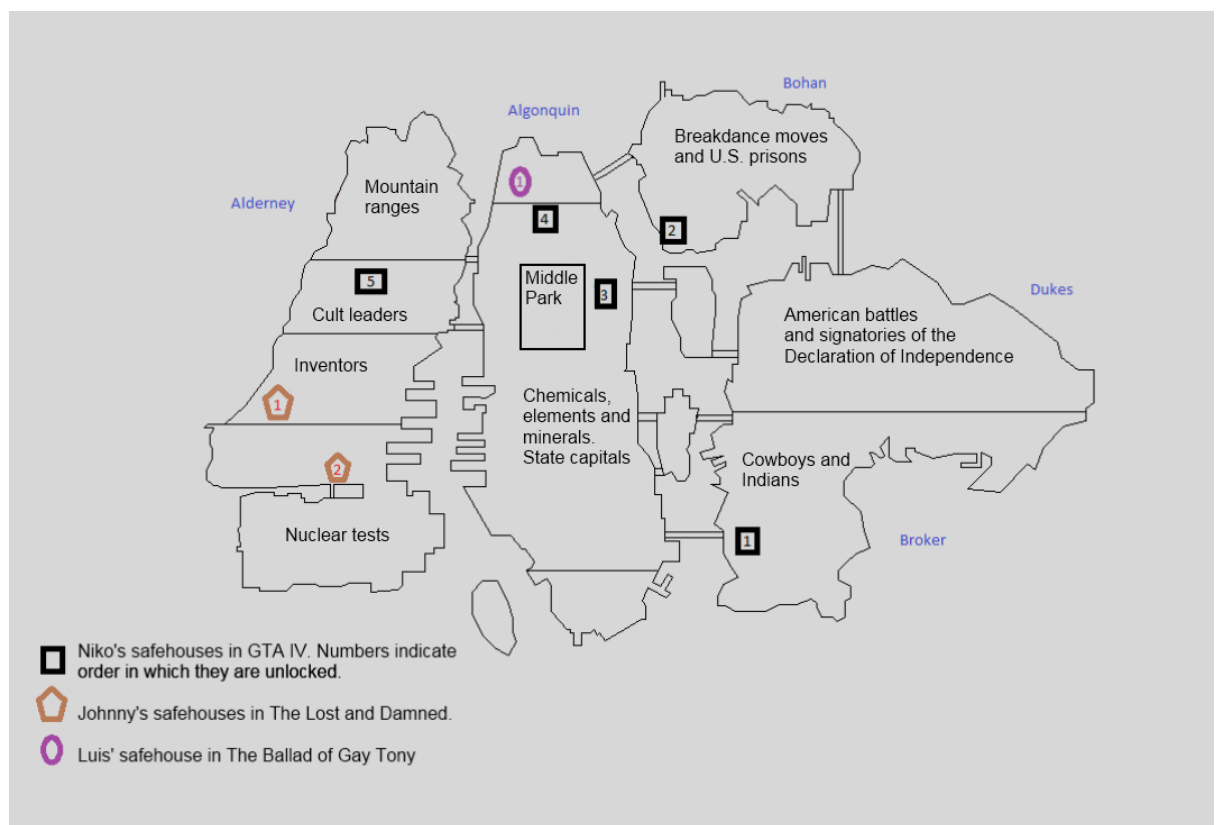 Bohan
Algonquin
Breakdance moves
and U.S. prisons
1
Mountain
ranges
Alderney
4
2
Middle
Park
5
3
Dukes
Cult leaders
American battles
and signatories of the
Declaration of Independence
Inventors
1
Chemicals,
elements and
minerals.
State capitals
Cowboys and
Indians
2
Nuclear tests
1
Broker
Niko's safehouses in GTA IV. Numbers indicate
order in which they are unlocked.
Johnny's safehouses in The Lost and Damned.
Luis' safehouse in The Ballad of Gay Tony